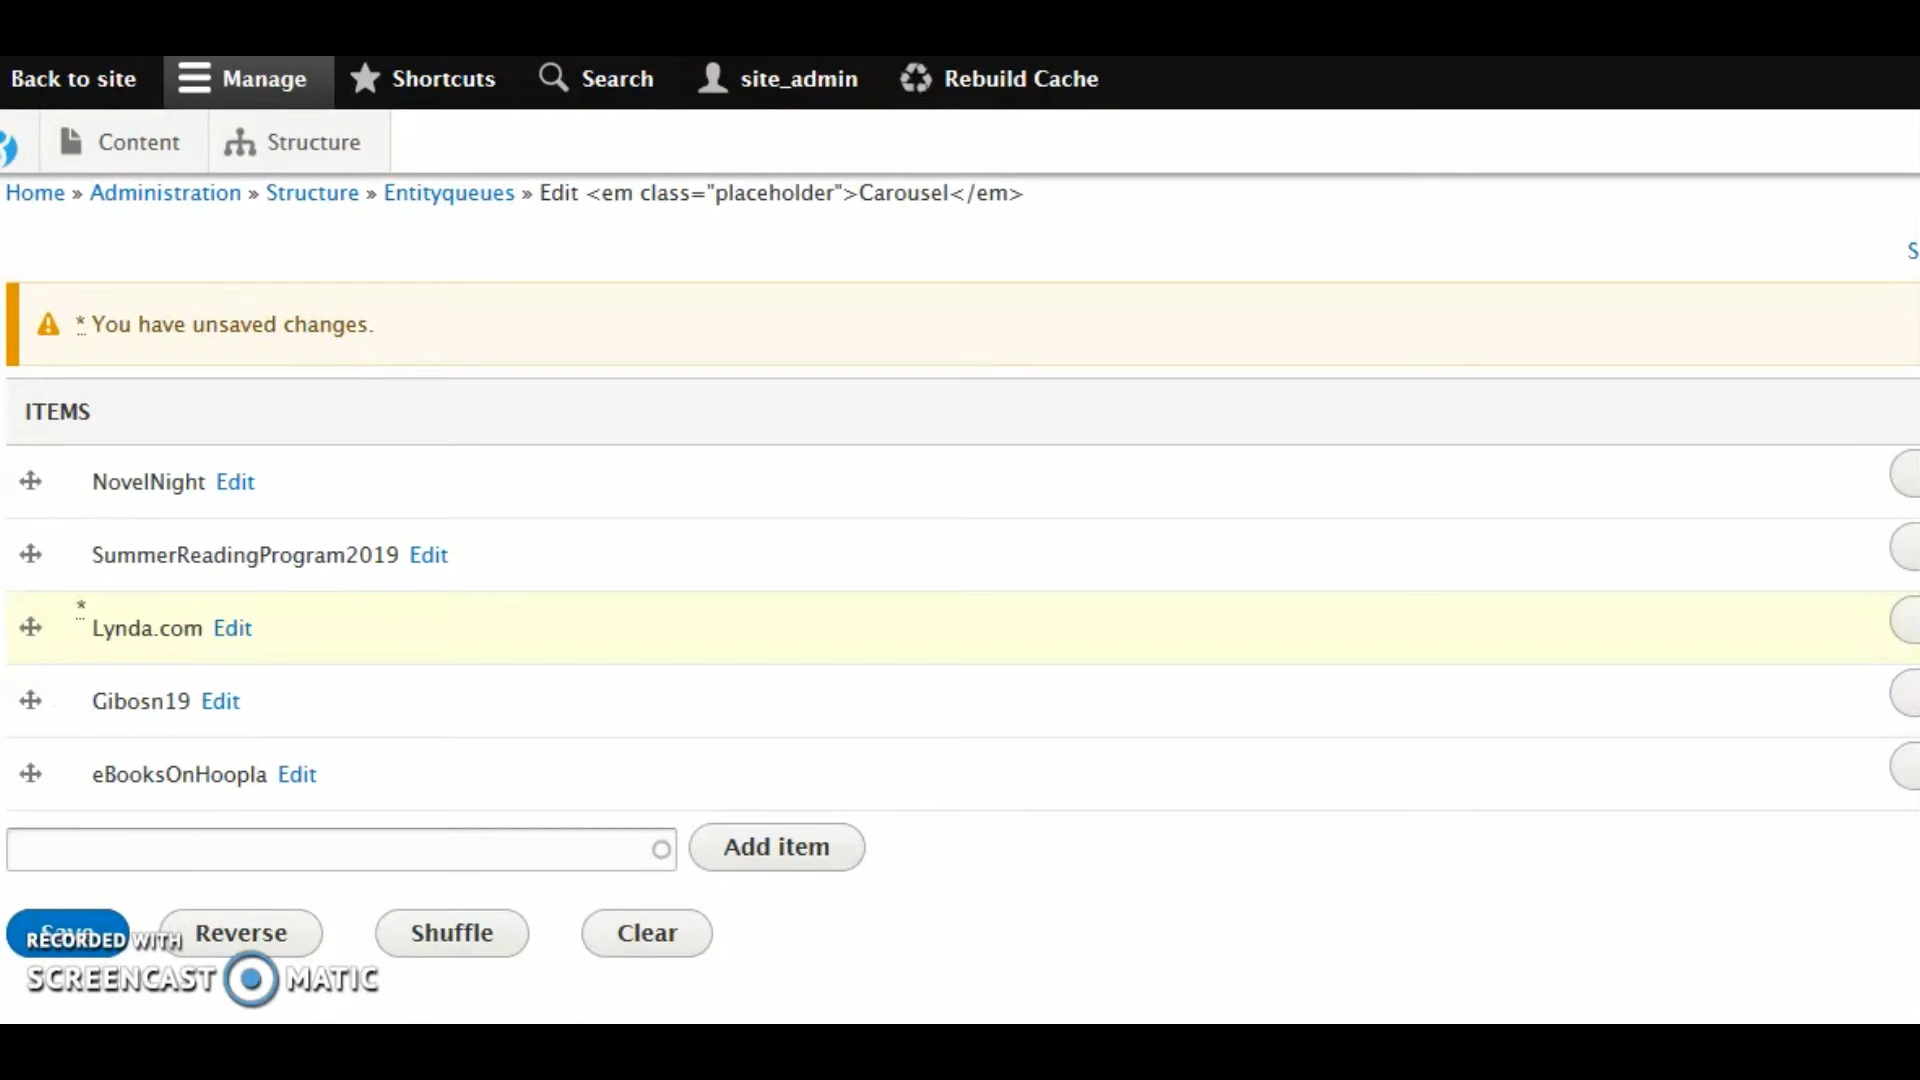 Back to site Manage Shortcuts Search site_admin Rebuild Cache
Content Structure
Home » Administration » Structure » Entityqueues » Edit <em class="placeholder">Carousel</em>
S
* You have unsaved changes.
ITEMS
NovelNight Edit
SummerReadingProgram2019 Edit
* Lynda.com Edit
Gibosn19 Edit
eBooksOnHoopla Edit
Add item
Save Reverse Shuffle Clear
RECORDED WITH
SCREENCAST MATIC